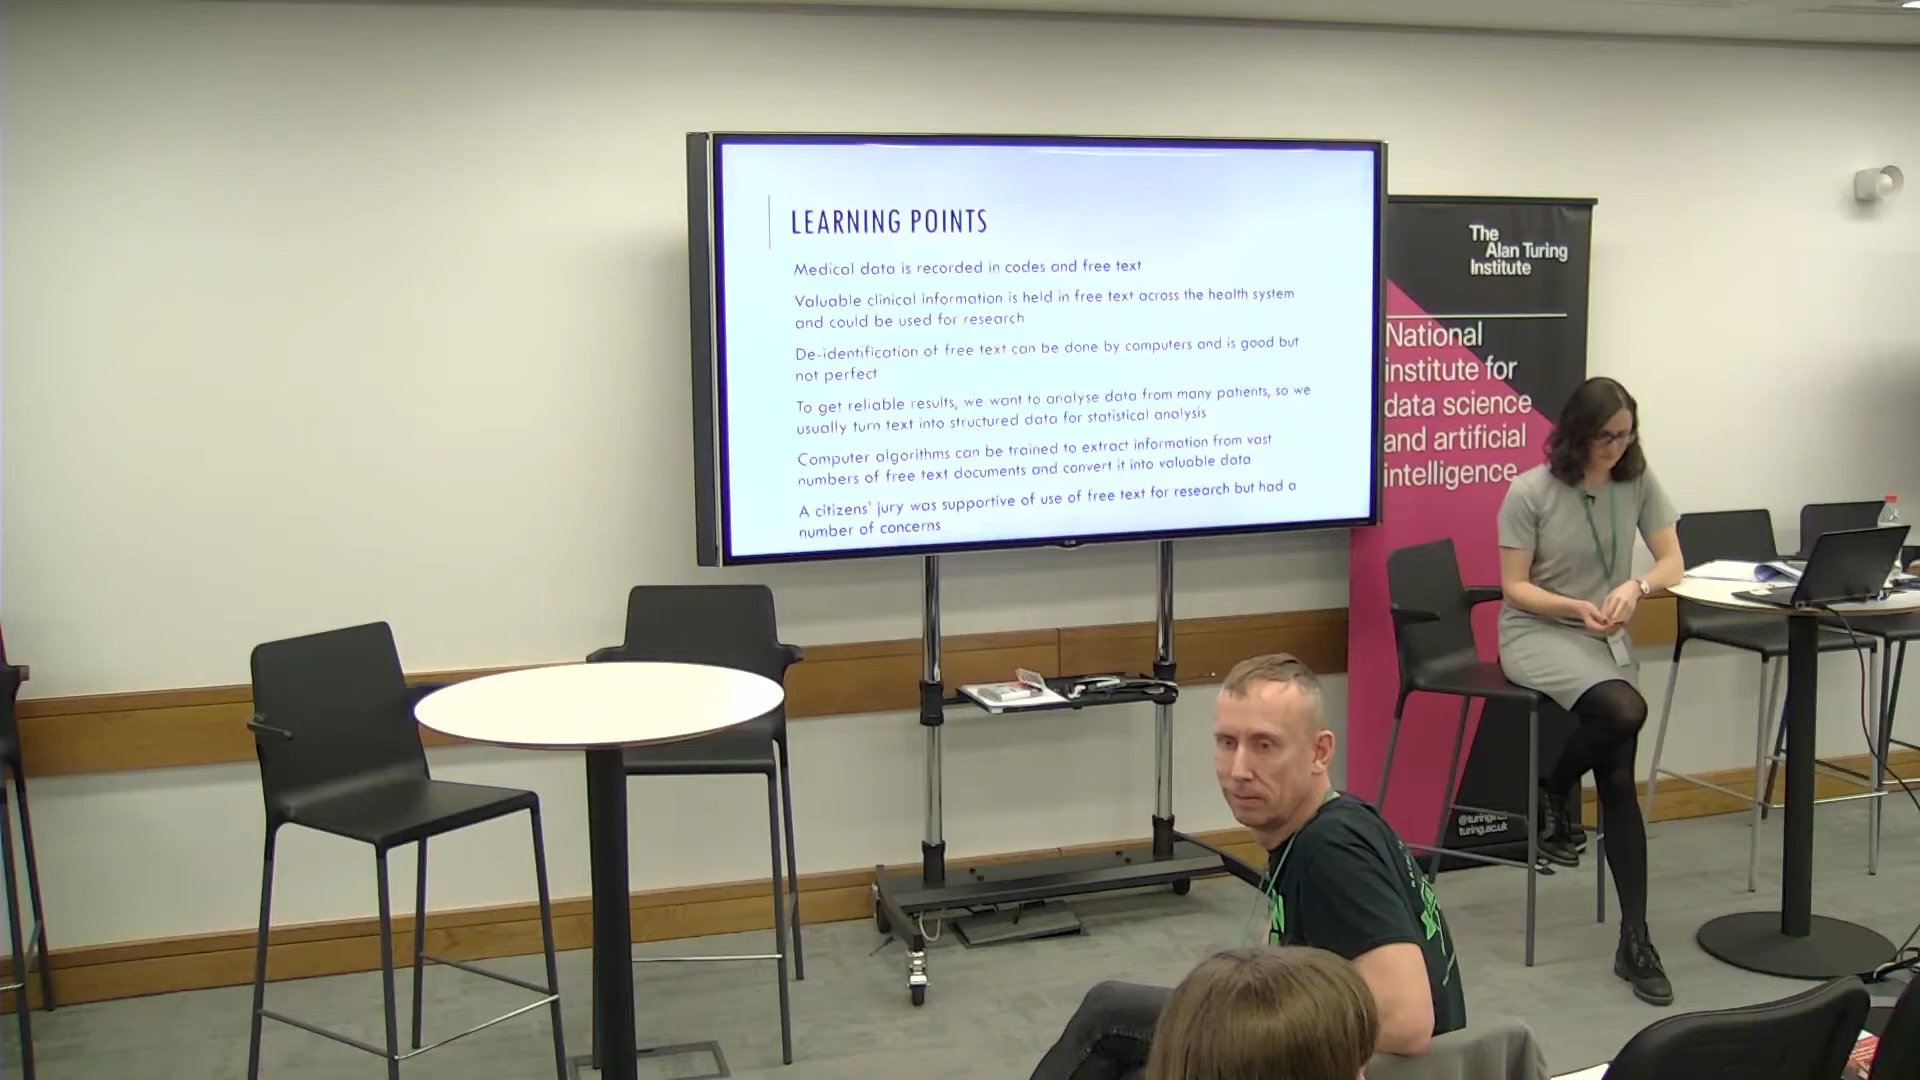 LEARNING POINTS
Medical data is recorded in codes and free text
Valuable clinical information is held in free text across the health system
and could be used for research
De-identification of free text can be done by computers and is good but
not perfect
To get reliable results, we want to analyse data from many patients, so we
usually turn text into structured data for statistical analysis
Computer algorithms can be trained to extract information from vast
numbers of free text documents and convert it into valuable data
A citizens' jury was supportive of use of free text for research but had a
number of concerns
The
Alan Turing
Institute
National
institute for
data science
and artificial
intelligence
turing.ac.uk